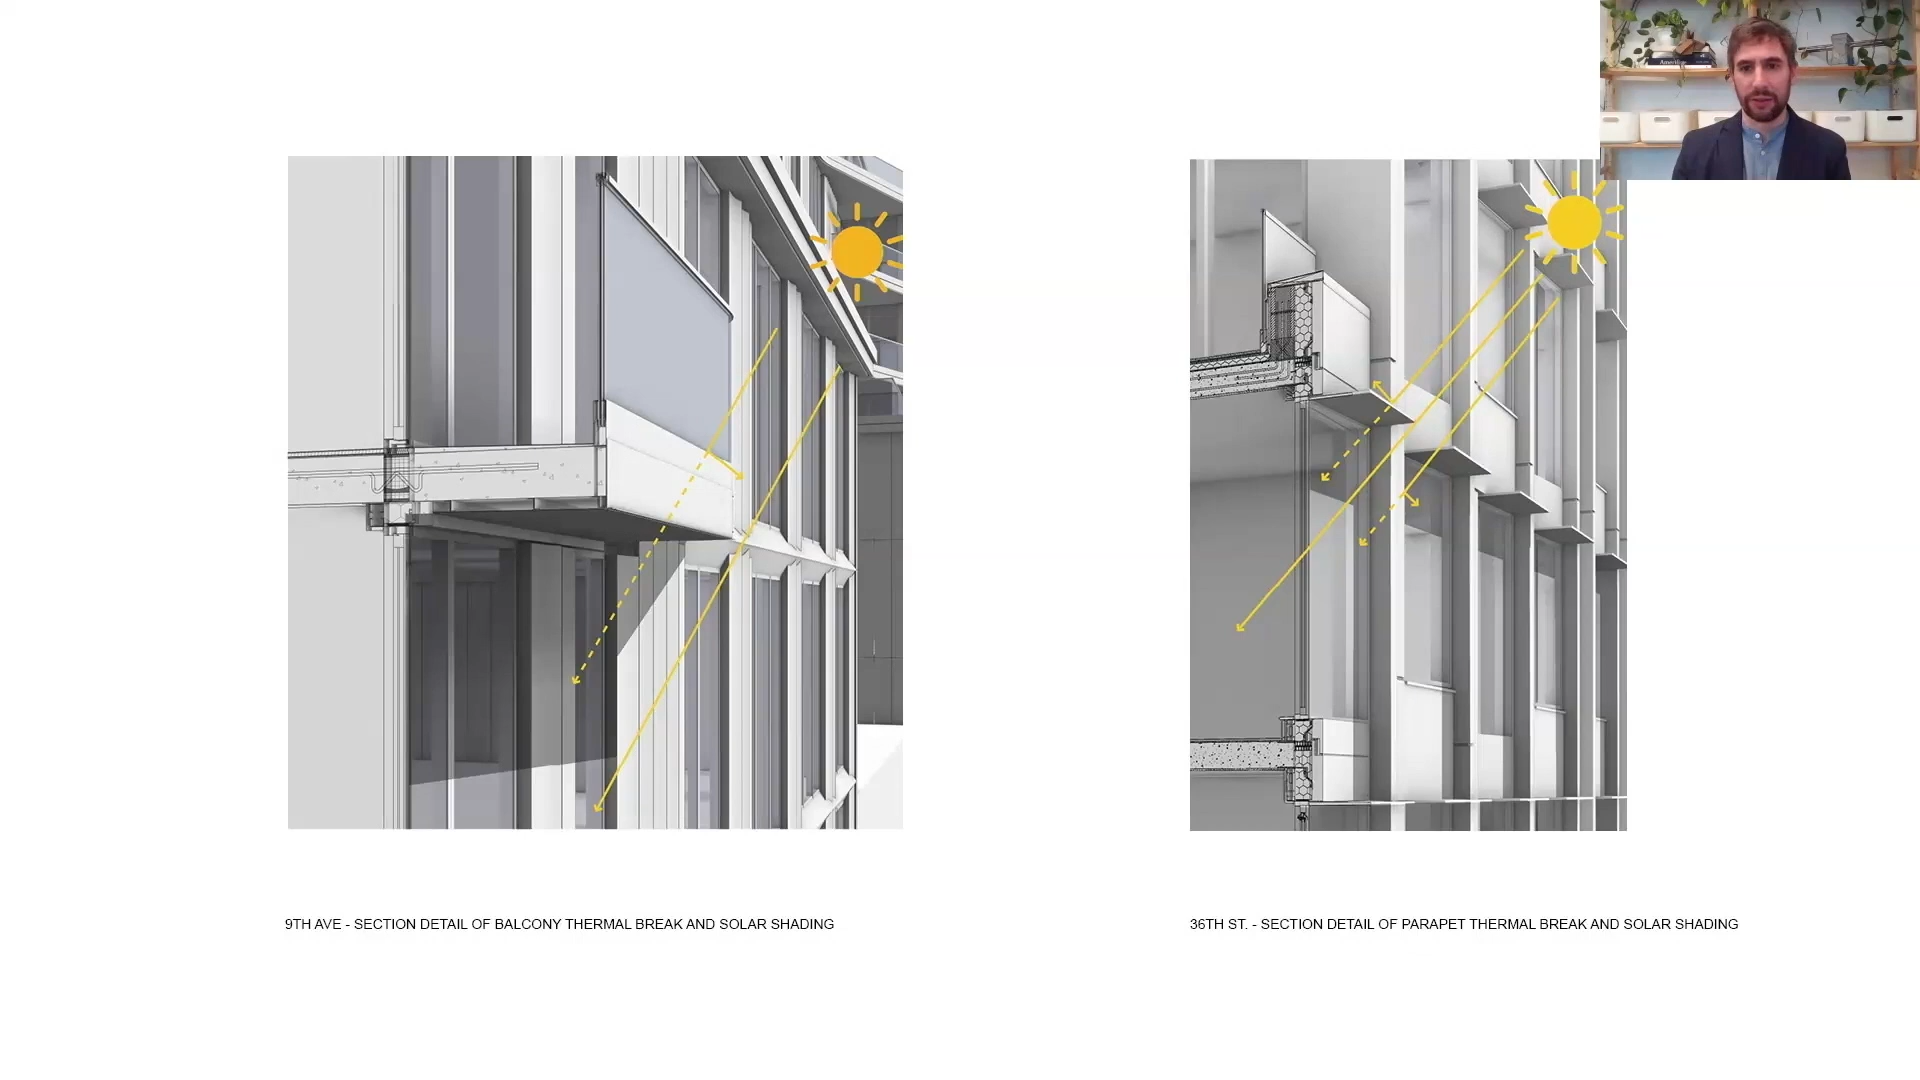 9TH AVE - SECTION DETAIL OF BALCONY THERMAL BREAK AND SOLAR SHADING
36TH ST. - SECTION DETAIL OF PARAPET THERMAL BREAK AND SOLAR SHADING